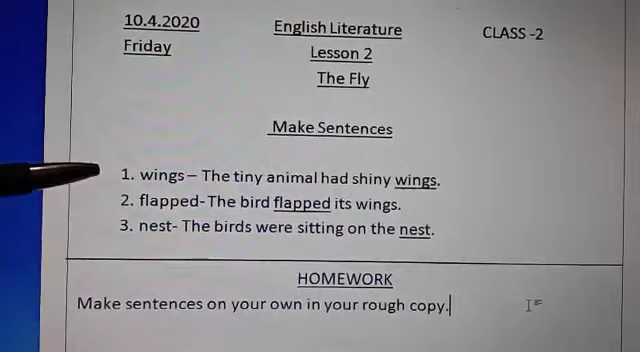 10.4.2020 English Literature CLASS -2
Friday Lesson 2
The Fly
Make Sentences
1. wings – The tiny animal had shiny wings.
2. flapped- The bird flapped its wings.
3. nest- The birds were sitting on the nest.
HOMEWORK
Make sentences on your own in your rough copy.